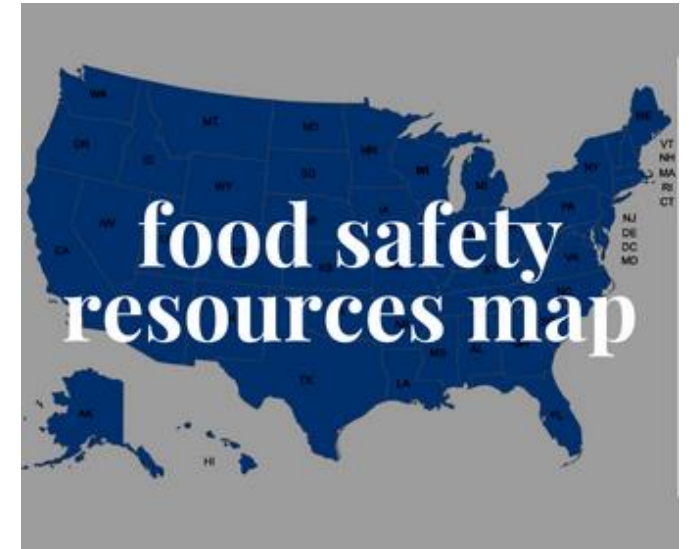 WA
MT
ND
ME
OR
MN
VT
ID
WI
NH
SD
MI
NY
MA
WY
RI
CT
IA
PA
NV
NJ
food safety
DE
CA
VA
DC
MD
KS
NC
resources map
MS
AL
TX
LA
FL
AK
HI